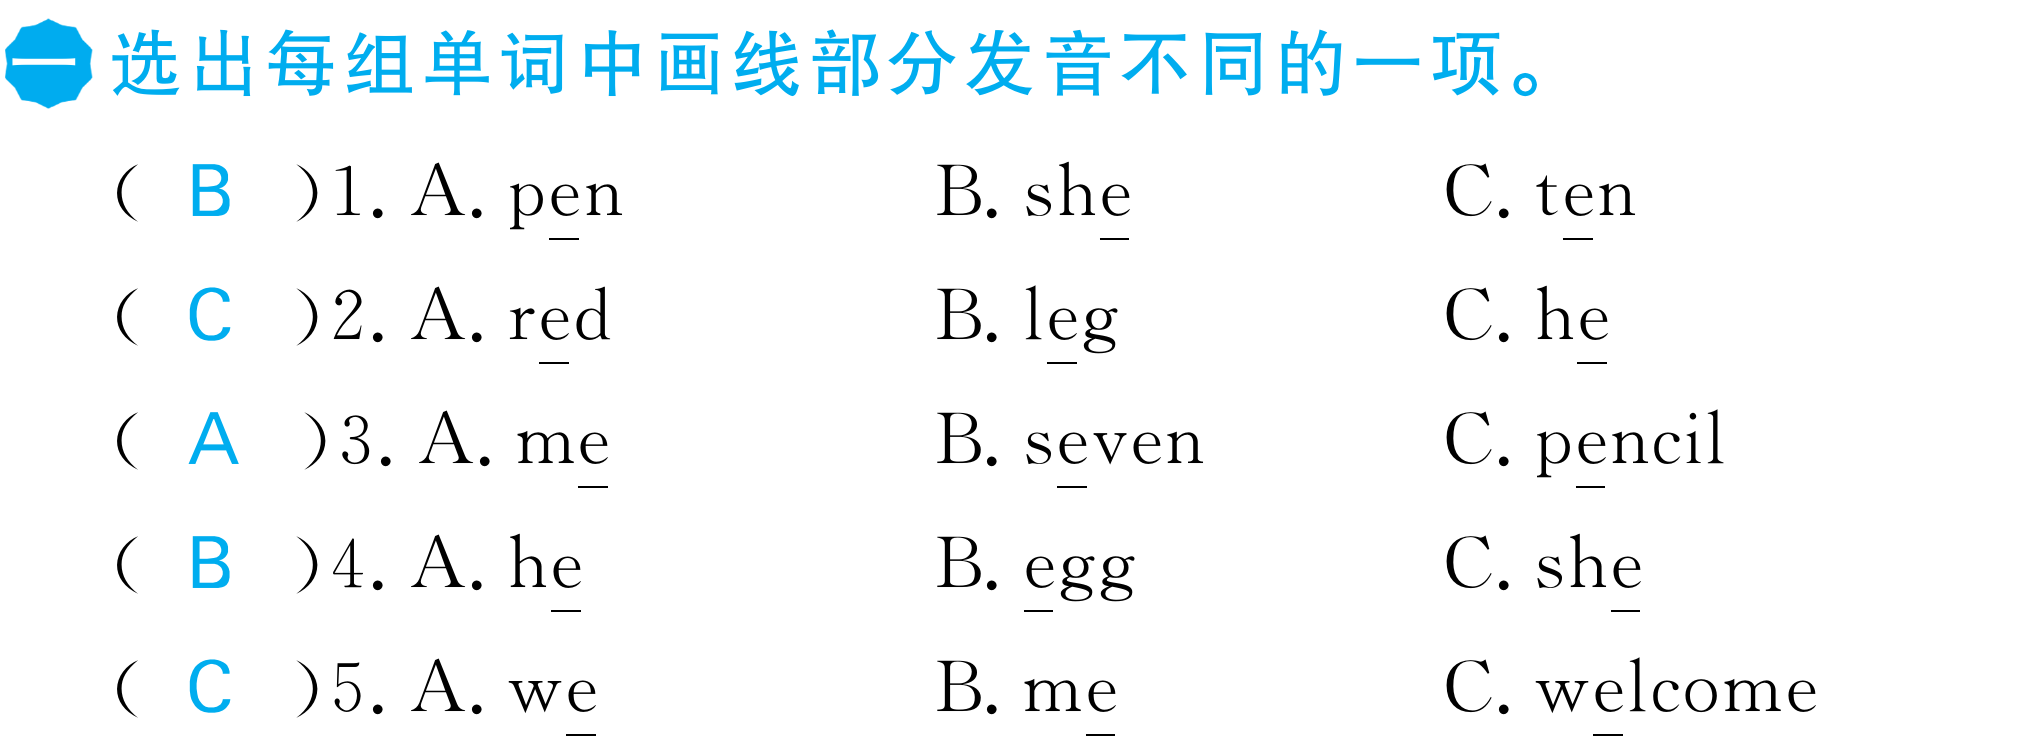 一 选出每组单词中画线部分发音不同的一项。
( B )1. A. pen B. she C. ten
( C )2. A. red B. leg C. he
( A )3. A. me B. seven C. pencil
( B )4. A. he B. egg C. she
( C )5. A. we B. me C. welcome